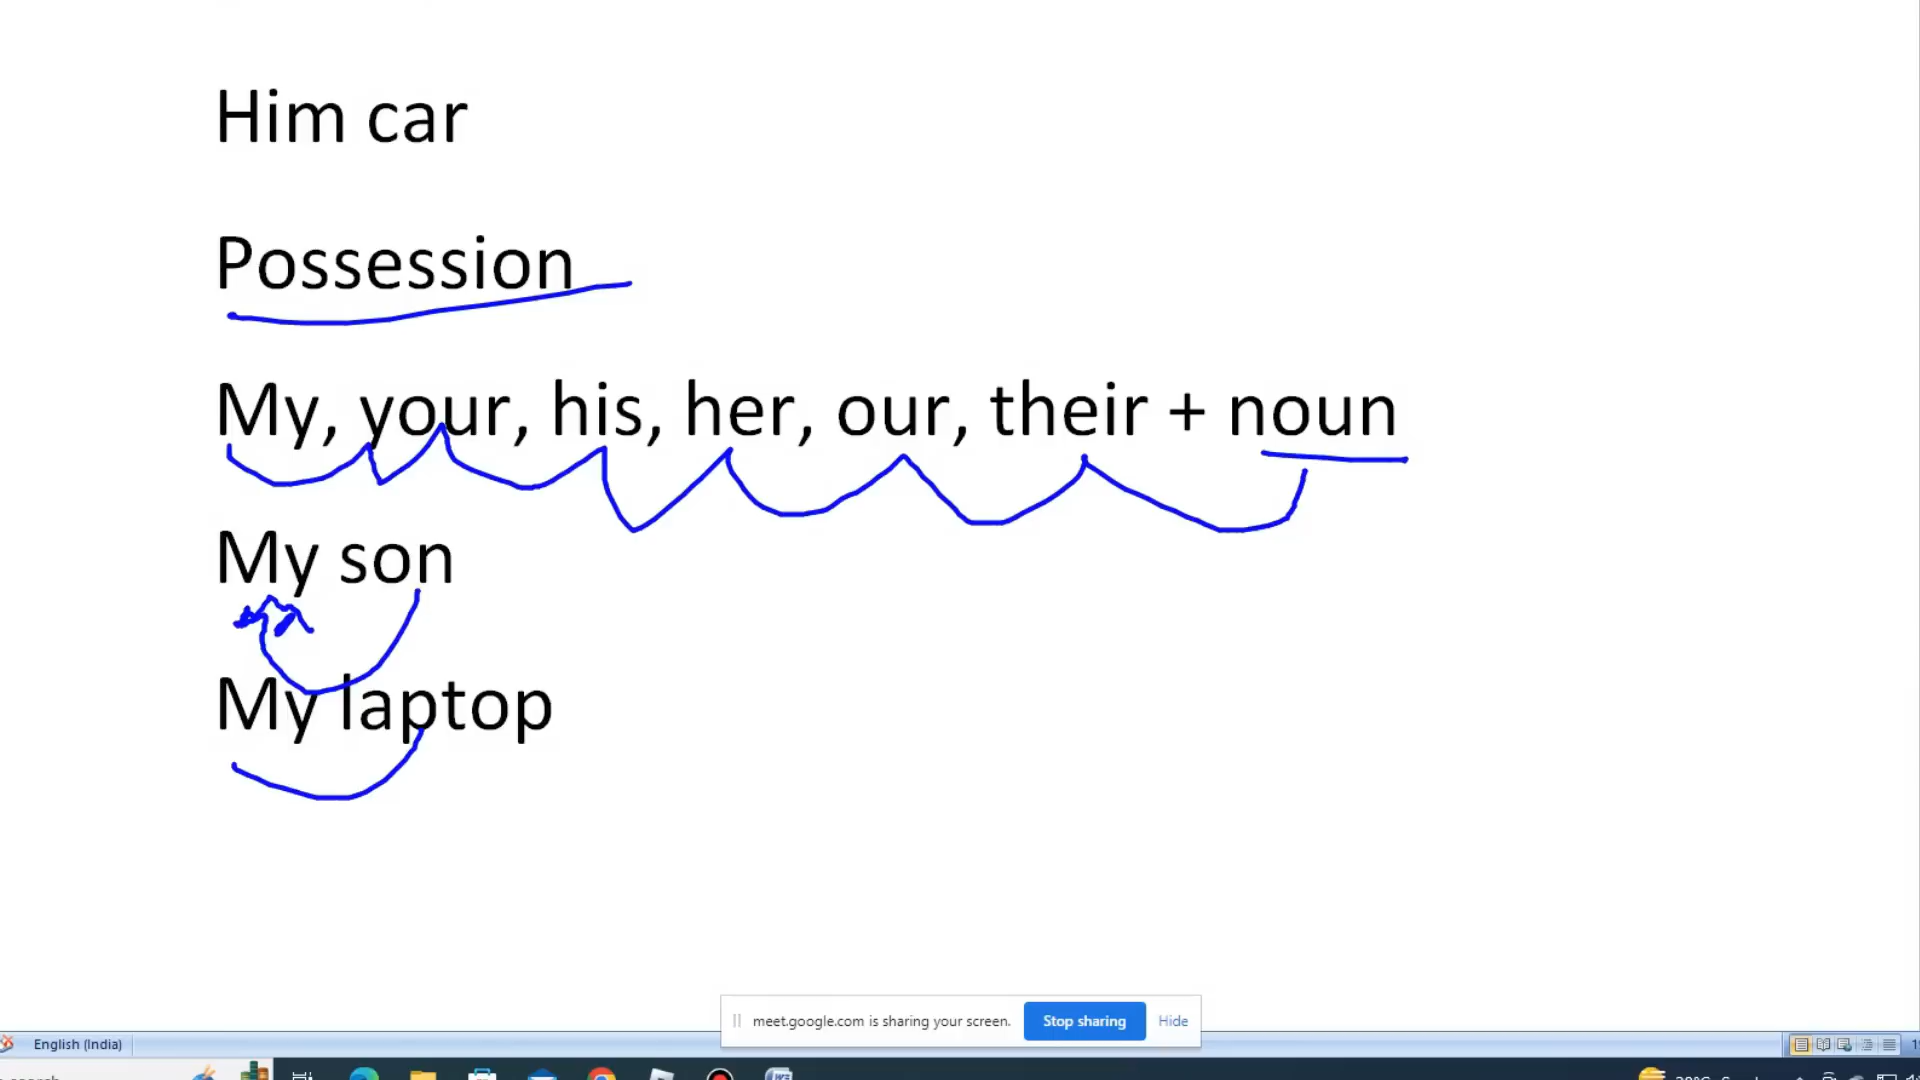 Him car
Possession
My, your, his, her, our, their + noun
My son
My laptop
meet.google.com is sharing your screen. Stop sharing Hide
English (India)